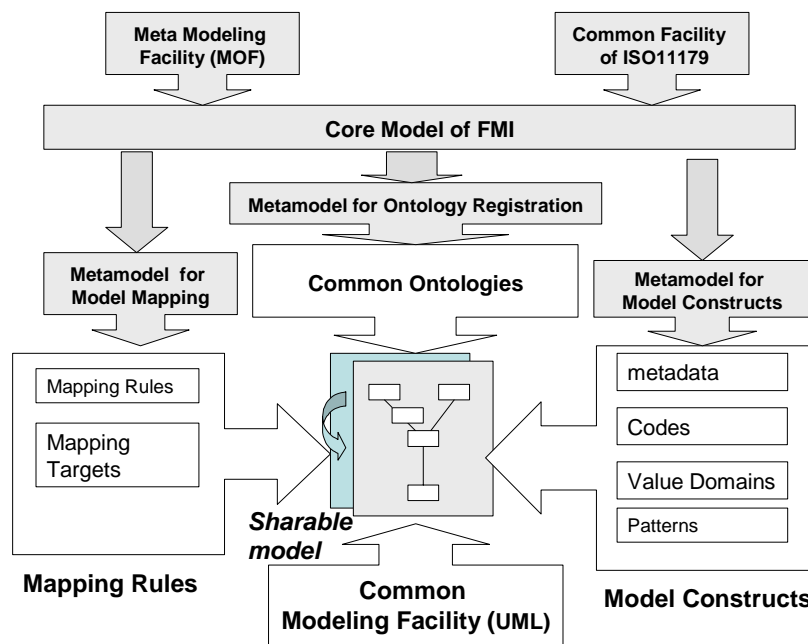 Meta Modeling
Facility (MOF)
Common Facility
of ISO11179
Core Model of FMI
Metamodel for Ontology Registration
Metamodel for
Model Mapping
Common Ontologies
Metamodel for
Model Constructs
Mapping Rules
Mapping
Targets
metadata
Codes
Value Domains
Patterns
Sharable
model
Mapping Rules
Common
Modeling Facility (UML)
Model Constructs